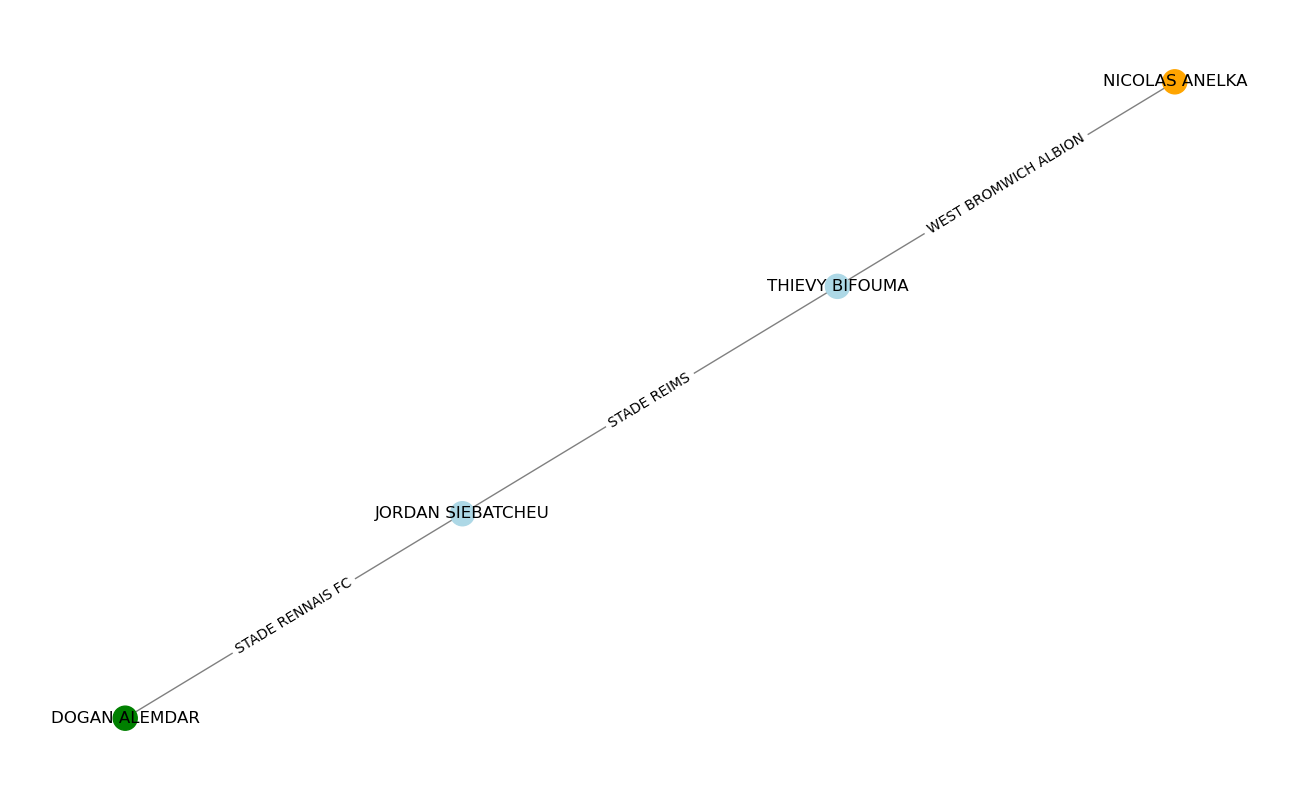 NICOLAS ANELKA
WEST BROMWICH ALBION
THIEVY BIFOUMA
STADE REIMS
JORDAN SIEBATCHEU
STADE RENNAIS FC
DOGAN ALEMDAR